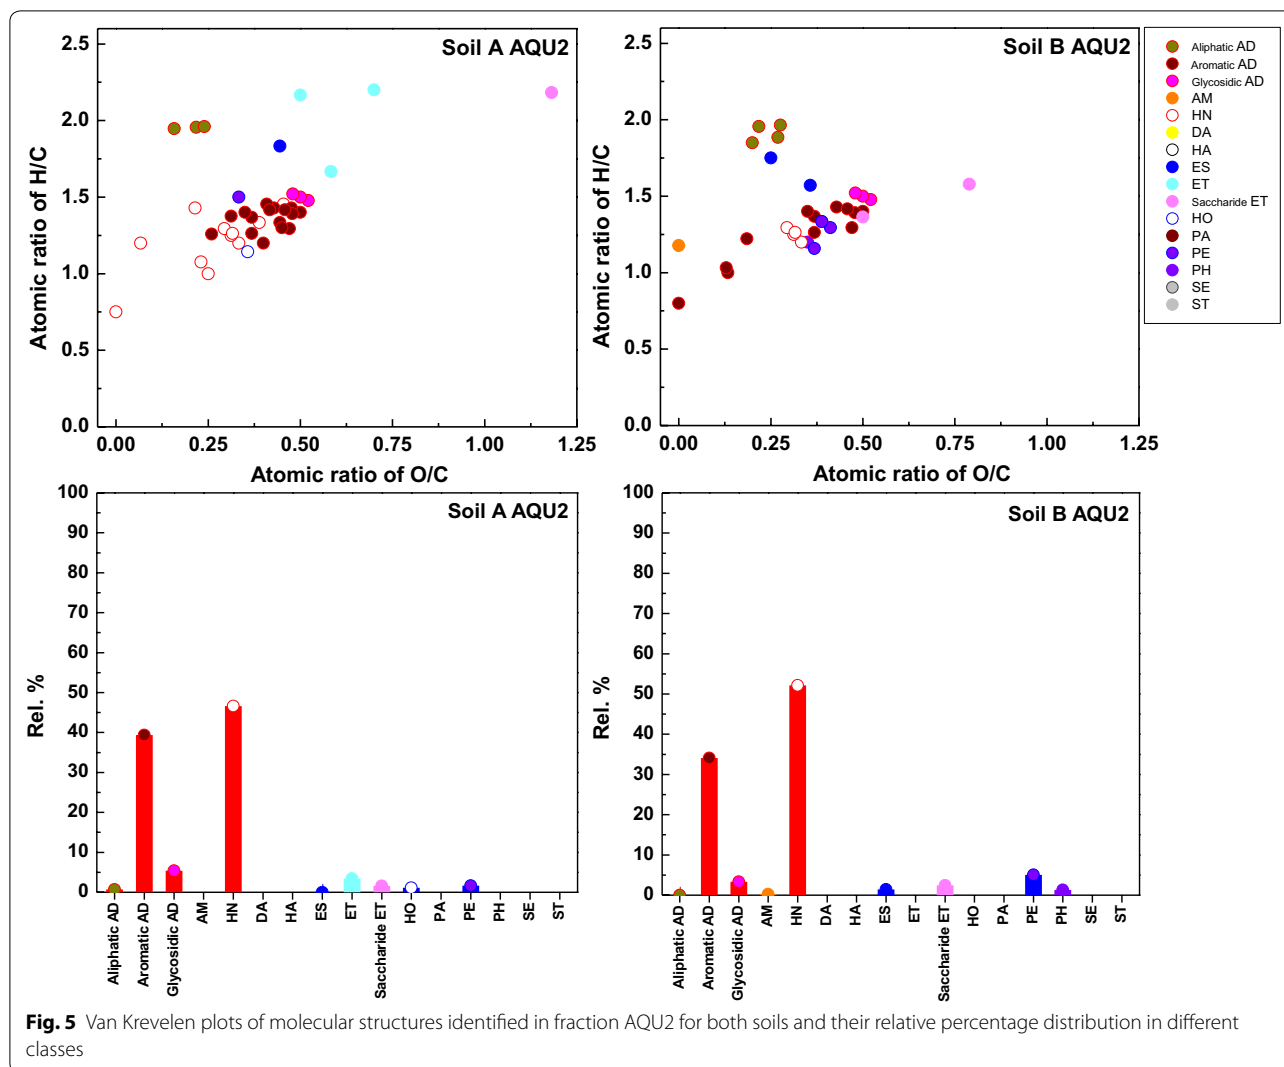 Soil A AQU2
2.5
2.0
1.5
1.0
0.5
0.0
Atomic ratio of H/C
0.00 0.25 0.50 0.75 1.00 1.25
Atomic ratio of O/C
Soil B AQU2
2.5
2.0
1.5
1.0
0.5
0.0
Atomic ratio of H/C
0.00 0.25 0.50 0.75 1.00 1.25
Atomic ratio of O/C
Aliphatic AD
Aromatic AD
Glycosidic AD
AM
HN
DA
HA
ES
ET
Saccharide ET
HO
PA
PE
PH
SE
ST
Soil A AQU2
100
90
80
70
60
50
40
30
20
10
0
Rel. %
Aliphatic AD
Aromatic AD
Glycosidic AD
AM
HN
DA
HA
ES
ET
Saccharide ET
HO
PA
PE
PH
SE
ST
Soil B AQU2
100
90
80
70
60
50
40
30
20
10
0
Rel. %
Aliphatic AD
Aromatic AD
Glycosidic AD
AM
HN
DA
HA
ES
ET
Saccharide ET
HO
PA
PE
PH
SE
ST
Fig. 5 Van Krevelen plots of molecular structures identified in fraction AQU2 for both soils and their relative percentage distribution in different
classes